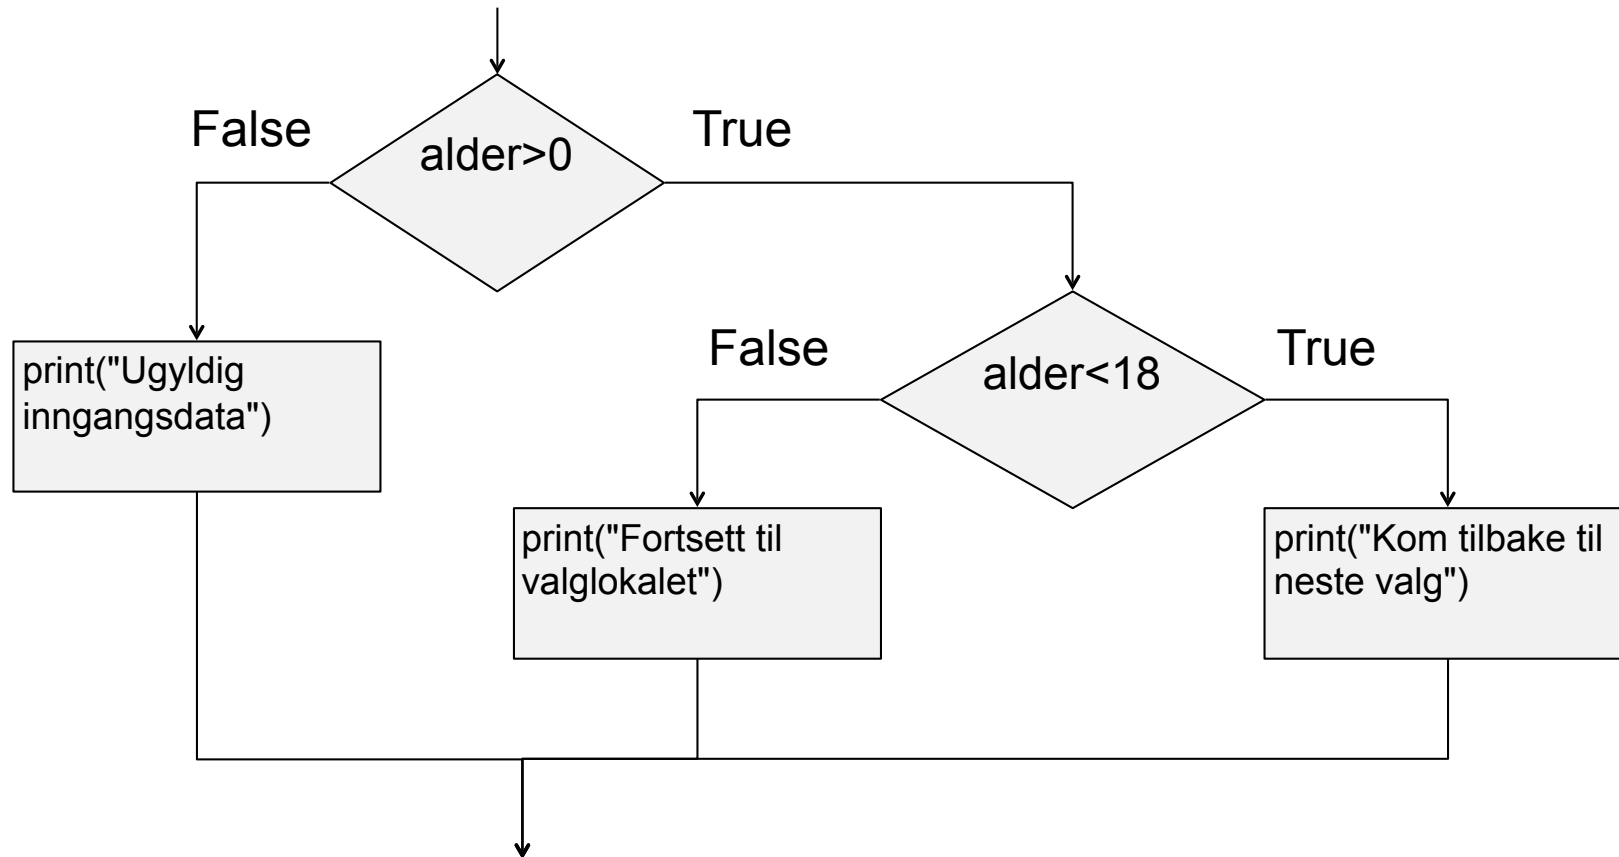 False
True
alder>0
False
True
alder<18
print("Ugyldig
inngangsdata")
print("Fortsett til
valglokalet")
print("Kom tilbake til
neste valg")